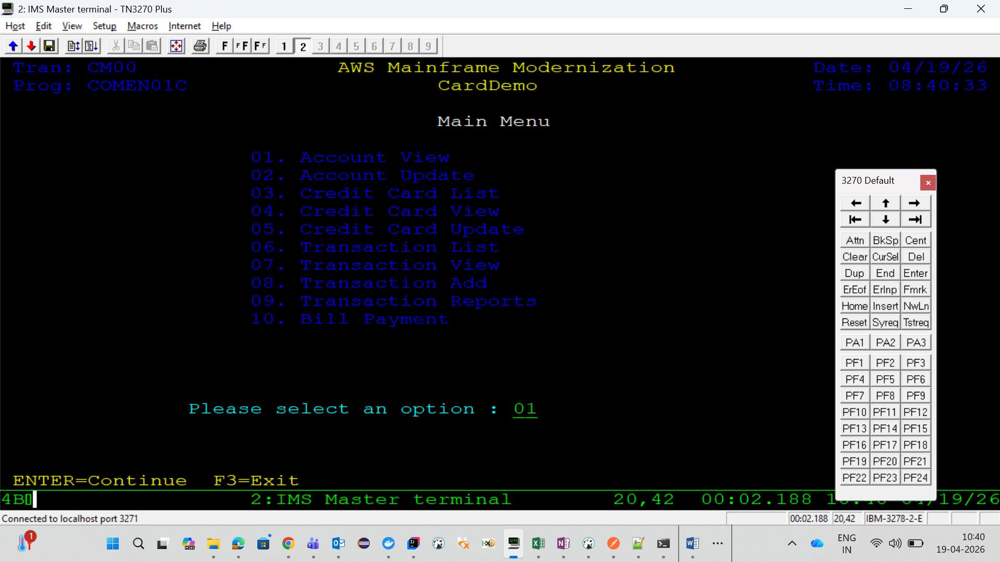 2: IMS Master terminal - TN3270 Plus
Host Edit View Setup Macros Internet Help
F FF FF 1 2 3 4 5 6 7 8 9
Tran: CM00 AWS Mainframe Modernization Date: 04/19/26
Prog: COMEN01C CardDemo Time: 08:40:33
Main Menu
01. Account View
02. Account Update
03. Credit Card List
04. Credit Card View
05. Credit Card Update
06. Transaction List
07. Transaction View
08. Transaction Add
09. Transaction Reports
10. Bill Payment
Please select an option : 01
ENTER=Continue F3=Exit
4B 2:IMS Master terminal 20,42 00:02.188 /19/26
3270 Default x
Attn BkSp Cent
Clear CurSel Del
Dup End Enter
ErEof ErInp Fmrk
Home Insert NwLn
Reset Syreq Tstreq
PA1 PA2 PA3
PF1 PF2 PF3
PF4 PF5 PF6
PF7 PF8 PF9
PF10 PF11 PF12
PF13 PF14 PF15
PF16 PF17 PF18
PF19 PF20 PF21
PF22 PF23 PF24
Connected to localhost port 3271 00:02.188 20,42 IBM-3278-2-E
1 M365 3270 ENG 10:40
IN 19-04-2026